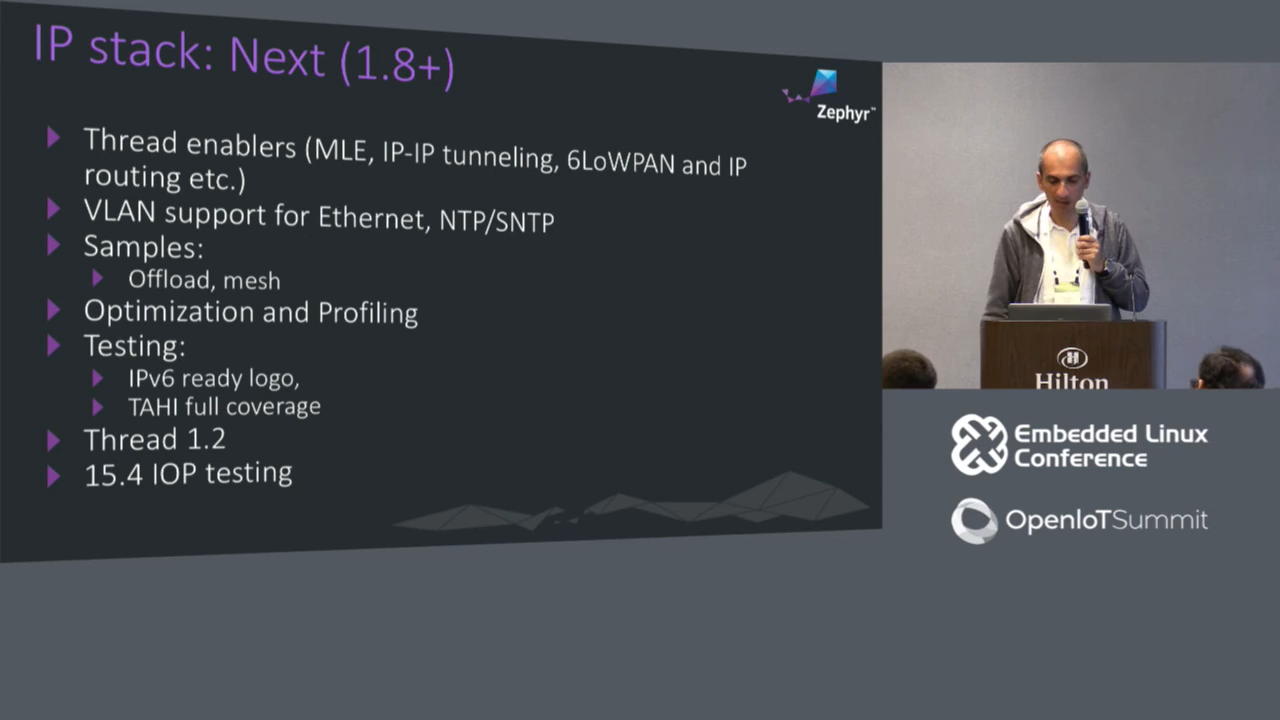 IP stack: Next (1.8+)
Zephyr™
Thread enablers (MLE, IP-IP tunneling, 6LoWPAN and IP
routing etc.)
VLAN support for Ethernet, NTP/SNTP
Samples:
Offload, mesh
Optimization and Profiling
Testing:
IPv6 ready logo,
TAHI full coverage
Thread 1.2
15.4 IOP testing
Hilton
Embedded Linux
Conference
OpenIoTSummit